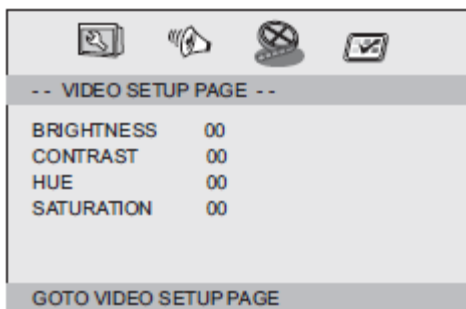 -- VIDEO SETUP PAGE --
BRIGHTNESS 00
CONTRAST 00
HUE 00
SATURATION 00
GOTO VIDEO SETUP PAGE